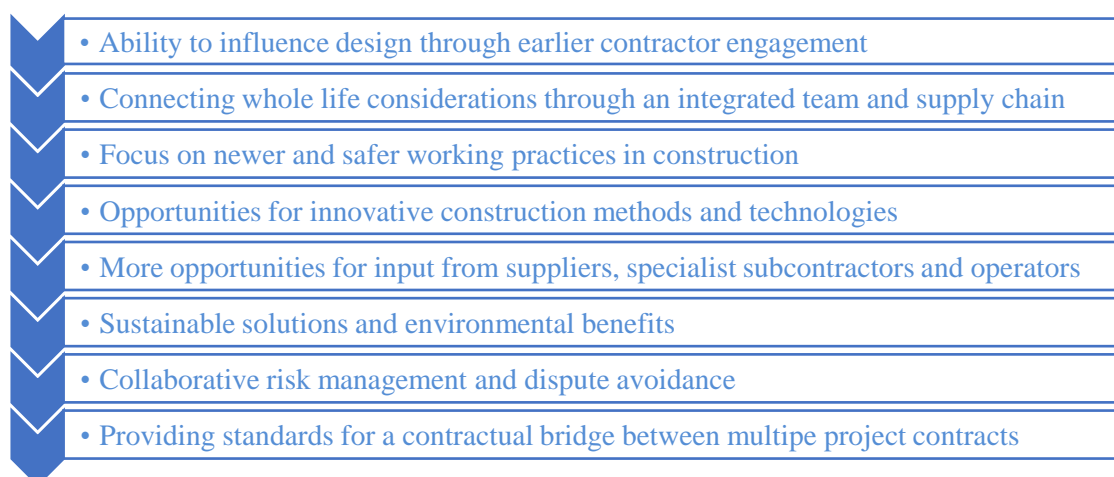 • Ability to influence design through earlier contractor engagement
• Connecting whole life considerations through an integrated team and supply chain
• Focus on newer and safer working practices in construction
• Opportunities for innovative construction methods and technologies
• More opportunities for input from suppliers, specialist subcontractors and operators
• Sustainable solutions and environmental benefits
• Collaborative risk management and dispute avoidance
• Providing standards for a contractual bridge between multipe project contracts